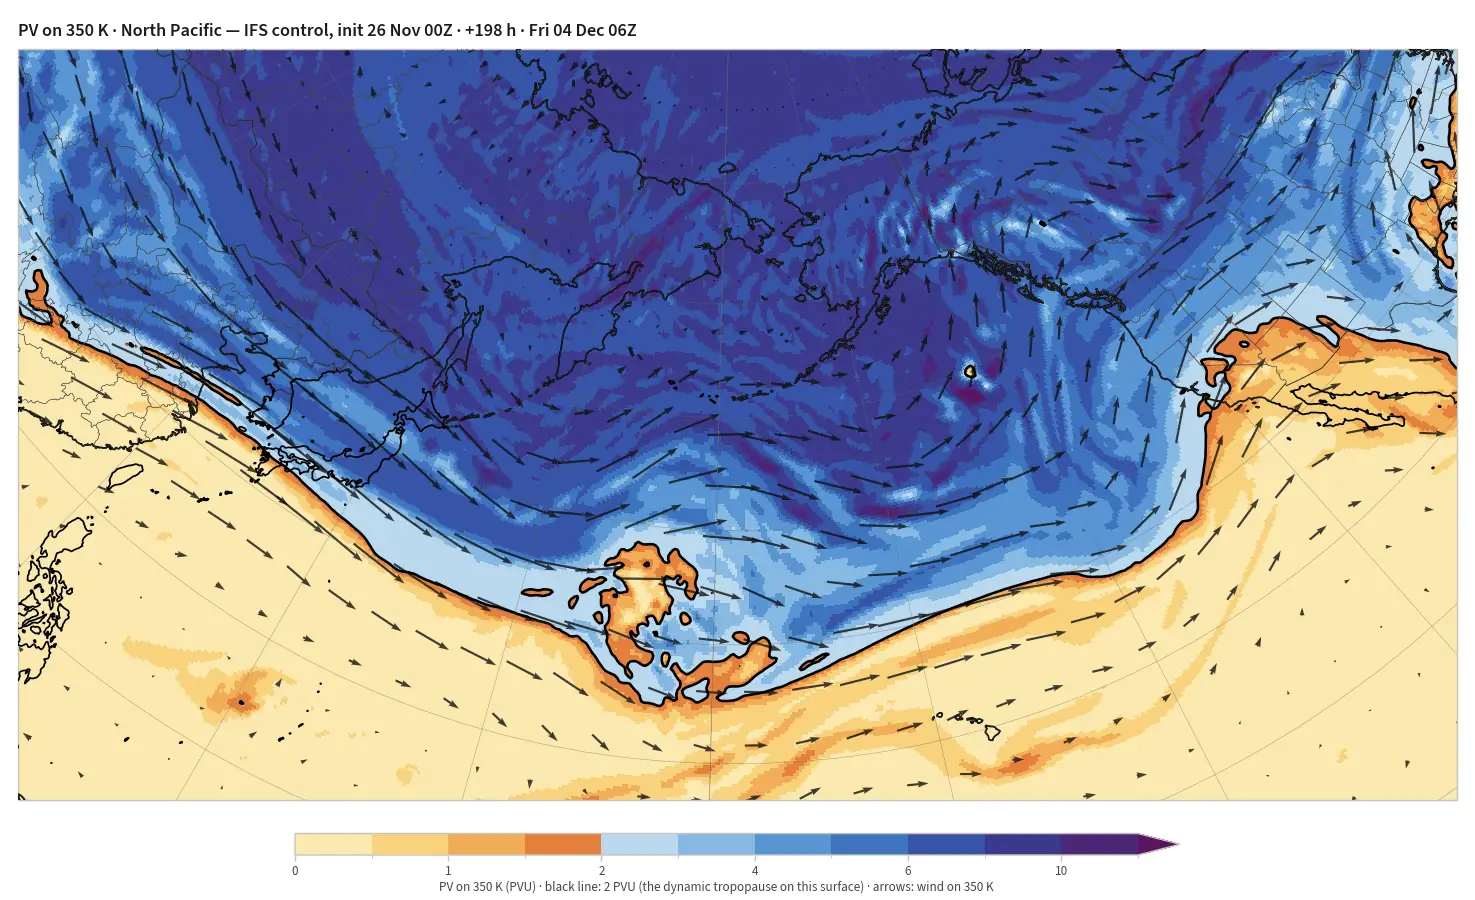 PV on 350 K · North Pacific — IFS control, init 26 Nov 00Z · +198 h · Fri 04 Dec 06Z
0 1 2 4 6 10
PV on 350 K (PVU) · black line: 2 PVU (the dynamic tropopause on this surface) · arrows: wind on 350 K